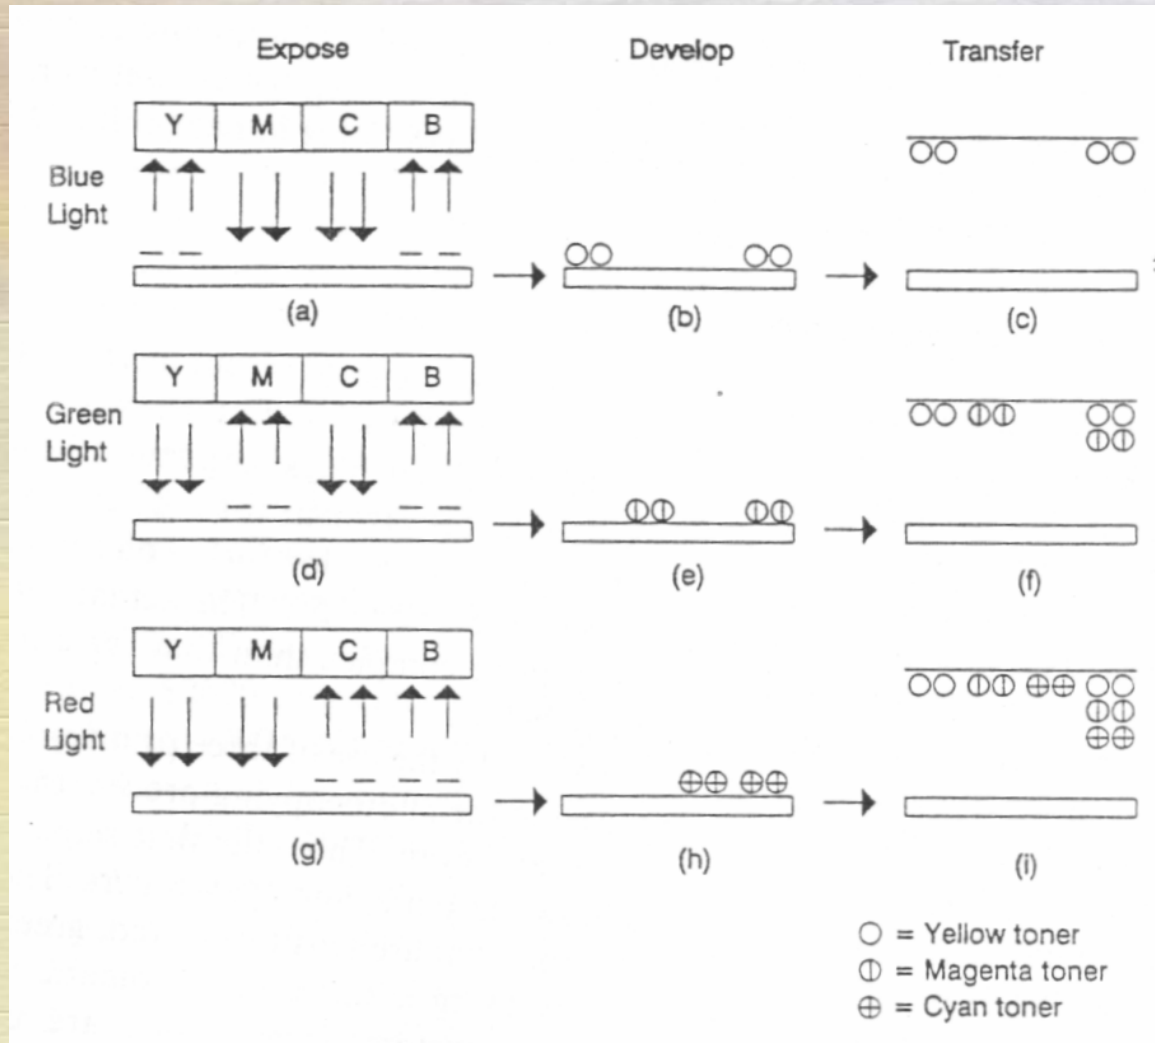 Expose Develop Transfer
Y M C B
Blue
Light
(a) (b) (c)
Y M C B
Green
Light
(d) (e) (f)
Y M C B
Red
Light
(g) (h) (i)
= Yellow toner
= Magenta toner
= Cyan toner